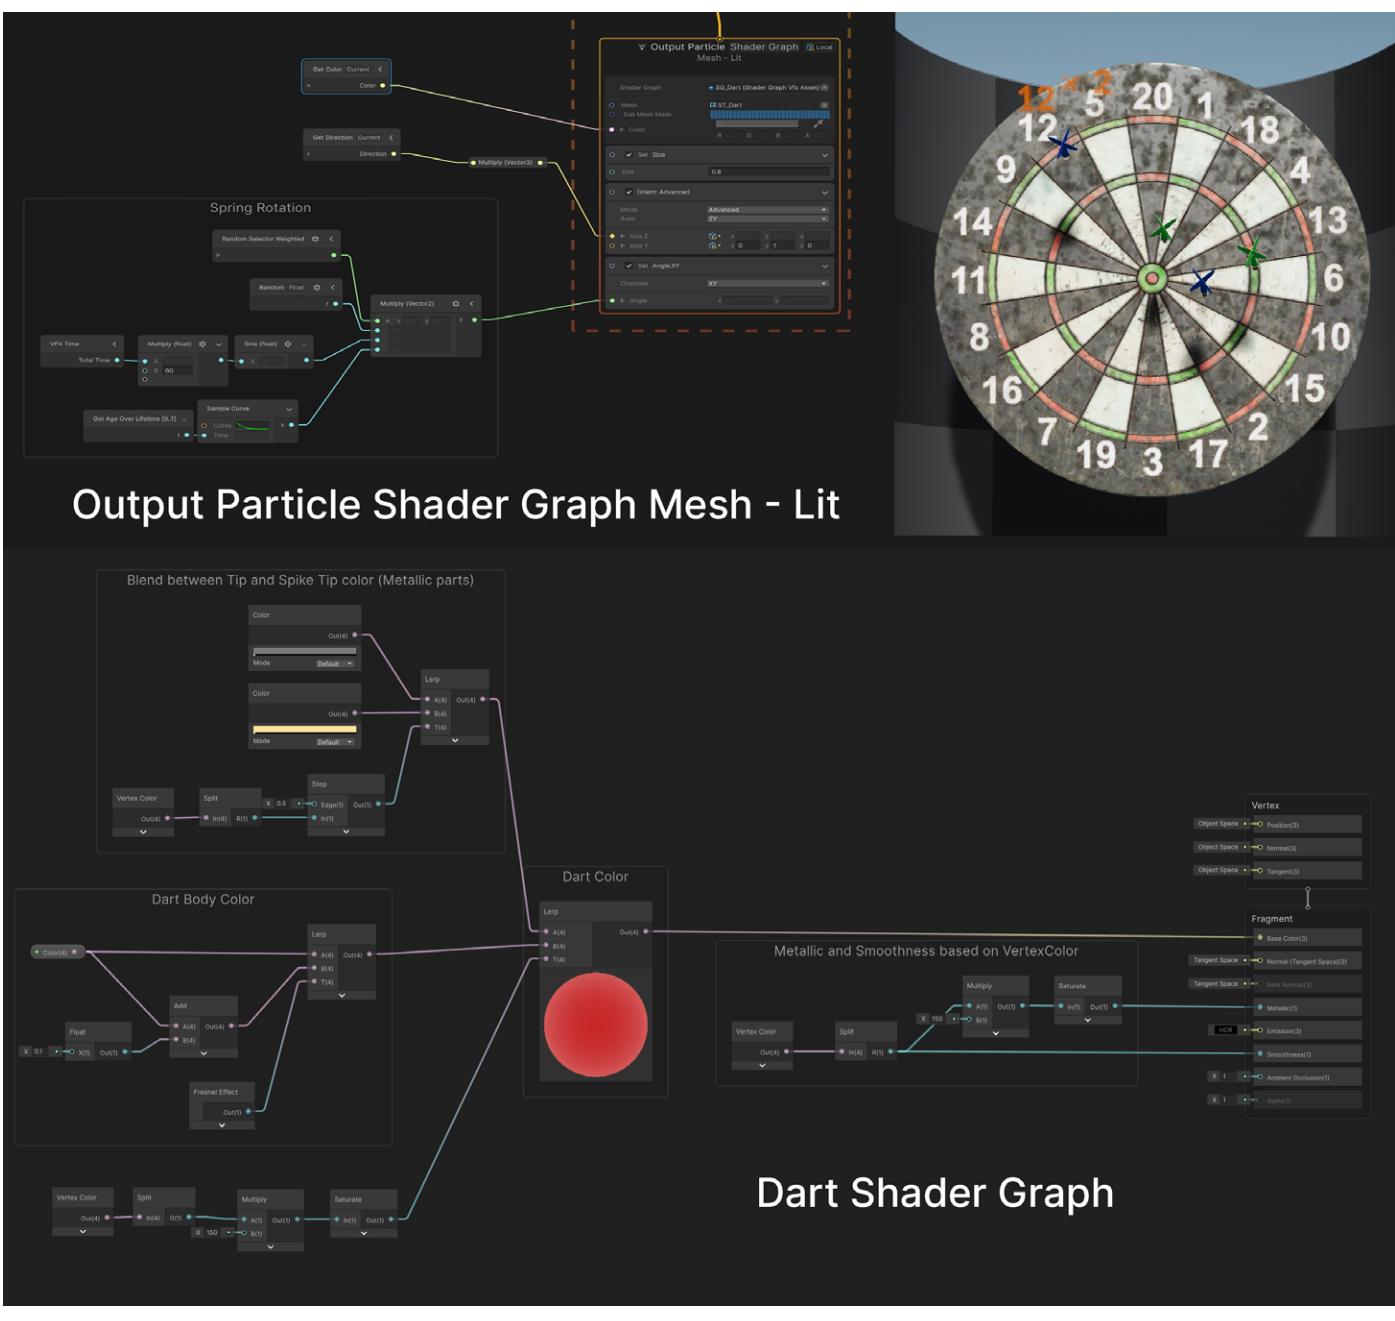 Output Particle Shader Graph Local
Mesh - Lit
Get Color Current
Color
Get Direction Current
Direction
Multiply (Vector3)
Shader Graph SG_Dart (Shader Graph Vfx Asset)
Mesh ST_Dart
Sub Mesh Mask
Color
R G B A
Set Size
Size 0.8
Orient: Advanced
Mode Advanced
Axes ZY
Axis Z x y z
Axis Y x 0 y 1 z 0
Set Angle.XY
Channels XY
Angle x y
Spring Rotation
Random Selector Weighted
Random Float
r
Multiply (Vector2)
x y
VFX Time
Total Time
Multiply (float)
A
B 60
Sine (float)
X
Get Age Over Lifetime [0..1]
t
Sample Curve
Curve
Time
s
Output Particle Shader Graph Mesh - Lit
12 × 2
20
1
18
4
13
6
10
15
2
17
3
19
7
16
8
11
14
9
12
5
Blend between Tip and Spike Tip color (Metallic parts)
Color
Out(4)
Mode Default
Color
Out(4)
Mode Default
Lerp
A(4) Out(4)
B(4)
T(4)
Vertex Color
Out(4)
Split
In(4) R(1)
X 0.5
Step
Edge(1) Out(1)
In(1)
Dart Body Color
Color(4)
Lerp
A(4) Out(4)
B(4)
T(4)
Add
A(4) Out(4)
B(4)
X 0.1
Float
X(1) Out(1)
Fresnel Effect
Out(1)
Vertex Color
Out(4)
Split
In(4) G(1)
Multiply
A(1) Out(1)
X 150 B(1)
Saturate
In(1) Out(1)
Dart Color
Lerp
A(4) Out(4)
B(4)
T(4)
Metallic and Smoothness based on VertexColor
Vertex Color
Out(4)
Split
In(4) R(1)
Multiply
A(1) Out(1)
X 150 B(1)
Saturate
In(1) Out(1)
Vertex
Object Space Position(3)
Object Space Normal(3)
Object Space Tangent(3)
Fragment
Base Color(3)
Tangent Space Normal (Tangent Space)(3)
Tangent Space Bent Normal(3)
Metallic(1)
HDR Emission(3)
Smoothness(1)
X 1 Ambient Occlusion(1)
X 1 Alpha(1)
Dart Shader Graph